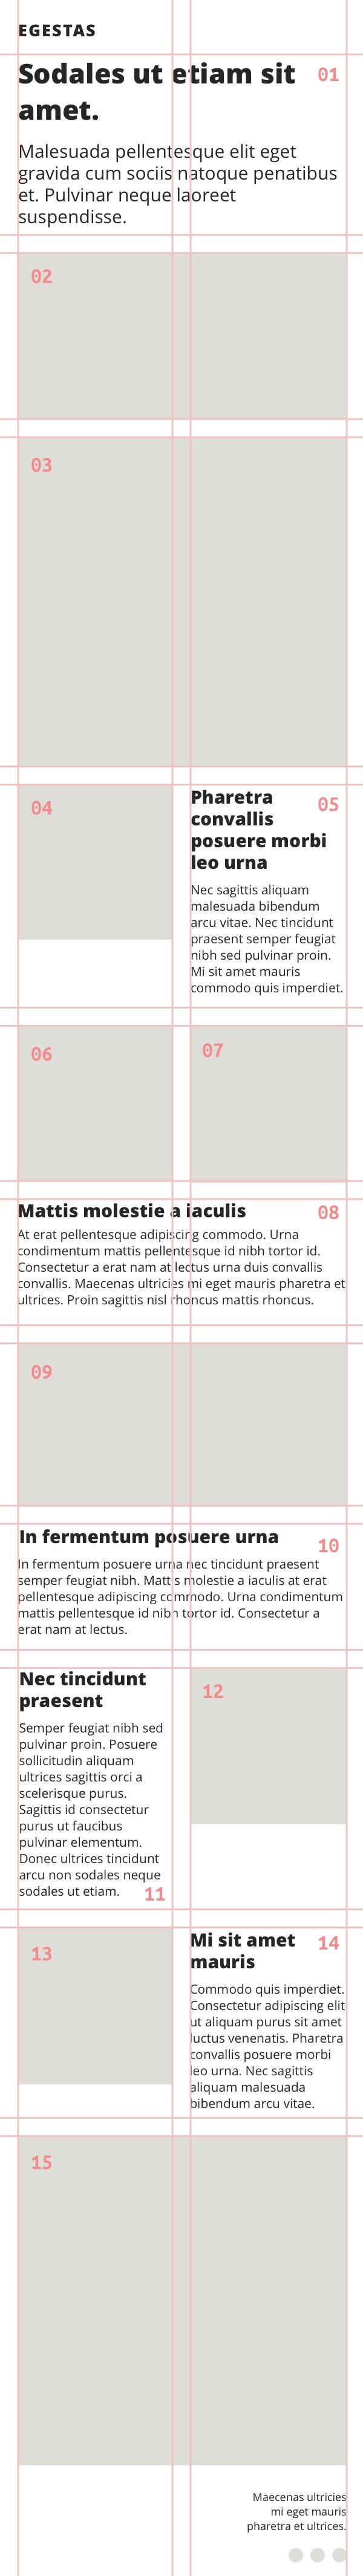 EGESTAS
Sodales ut etiam sit
01
amet.
Malesuada pellentesque elit eget
gravida cum sociis natoque penatibus
et. Pulvinar neque laoreet
suspendisse.
02
03
04
05
Pharetra
convallis
posuere morbi
leo urna
Nec sagittis aliquam
malesuada bibendum
arcu vitae. Nec tincidunt
praesent semper feugiat
nibh sed pulvinar proin.
Mi sit amet mauris
commodo quis imperdiet.
06
07
Mattis molestie a iaculis
08
At erat pellentesque adipiscing commodo. Urna
condimentum mattis pellentesque id nibh tortor id.
Consectetur a erat nam at lectus urna duis convallis
convallis. Maecenas ultricies mi eget mauris pharetra et
ultrices. Proin sagittis nisl rhoncus mattis rhoncus.
09
In fermentum posuere urna
10
In fermentum posuere urna nec tincidunt praesent
semper feugiat nibh. Mattis molestie a iaculis at erat
pellentesque adipiscing commodo. Urna condimentum
mattis pellentesque id nibh tortor id. Consectetur a
erat nam at lectus.
Nec tincidunt
praesent
Semper feugiat nibh sed
pulvinar proin. Posuere
sollicitudin aliquam
ultrices sagittis orci a
scelerisque purus.
Sagittis id consectetur
purus ut faucibus
pulvinar elementum.
Donec ultrices tincidunt
arcu non sodales neque
sodales ut etiam.
11
12
13
Mi sit amet
mauris
14
Commodo quis imperdiet.
Consectetur adipiscing elit
ut aliquam purus sit amet
luctus venenatis. Pharetra
convallis posuere morbi
leo urna. Nec sagittis
aliquam malesuada
bibendum arcu vitae.
15
Maecenas ultricies
mi eget mauris
pharetra et ultrices.